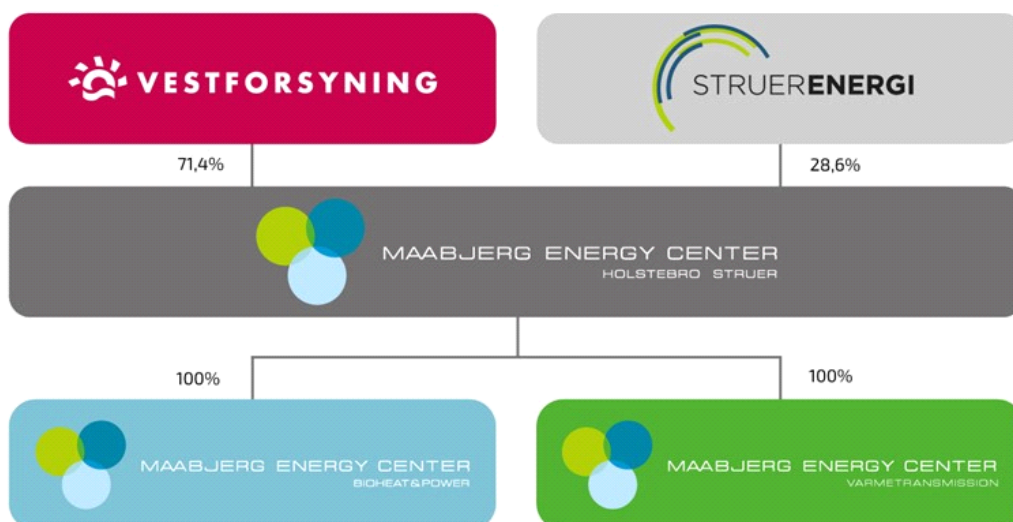 VESTFORSYNING
STRUERENERGI
71,4%
28,6%
MAABJERG ENERGY CENTER
HOLSTEBRO STRUER
100%
100%
MAABJERG ENERGY CENTER
BIOHEAT&POWER
MAABJERG ENERGY CENTER
VARMETRANSMISSION